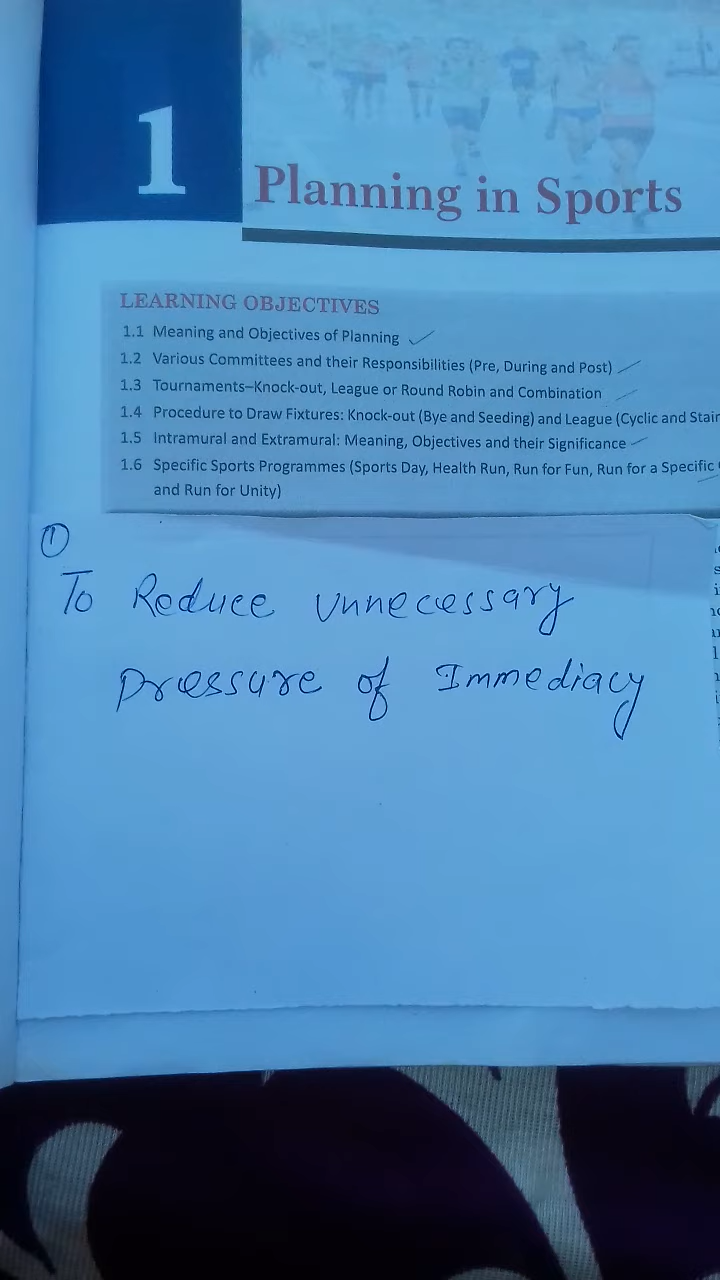 1
Planning in Sports
LEARNING OBJECTIVES
1.1 Meaning and Objectives of Planning
1.2 Various Committees and their Responsibilities (Pre, During and Post)
1.3 Tournaments–Knock-out, League or Round Robin and Combination
1.4 Procedure to Draw Fixtures: Knock-out (Bye and Seeding) and League (Cyclic and Stair
1.5 Intramural and Extramural: Meaning, Objectives and their Significance
1.6 Specific Sports Programmes (Sports Day, Health Run, Run for Fun, Run for a Specific
and Run for Unity)
1
To Reduce Unnecessary
Pressure of Immediacy